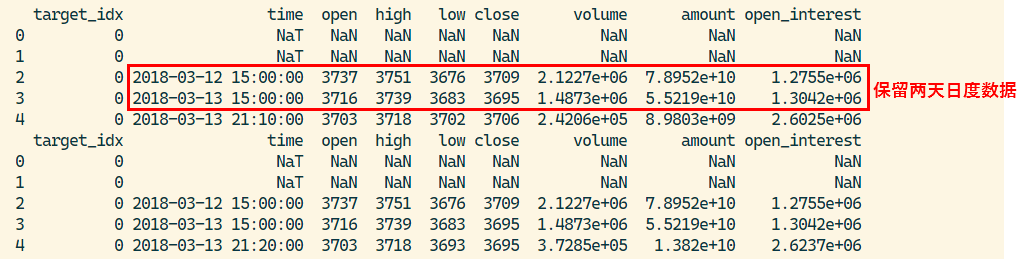 target_idx time open high low close volume amount open_interest
0 0 NaT NaN NaN NaN NaN NaN NaN NaN
1 0 NaT NaN NaN NaN NaN NaN NaN NaN
2 0 2018-03-12 15:00:00 3737 3751 3676 3709 2.1227e+06 7.8952e+10 1.2755e+06
3 0 2018-03-13 15:00:00 3716 3739 3683 3695 1.4873e+06 5.5219e+10 1.3042e+06 保留两天日度数据
4 0 2018-03-13 21:10:00 3703 3718 3702 3706 2.4206e+05 8.9803e+09 2.6025e+06
target_idx time open high low close volume amount open_interest
0 0 NaT NaN NaN NaN NaN NaN NaN NaN
1 0 NaT NaN NaN NaN NaN NaN NaN NaN
2 0 2018-03-12 15:00:00 3737 3751 3676 3709 2.1227e+06 7.8952e+10 1.2755e+06
3 0 2018-03-13 15:00:00 3716 3739 3683 3695 1.4873e+06 5.5219e+10 1.3042e+06
4 0 2018-03-13 21:20:00 3703 3718 3693 3695 3.7285e+05 1.382e+10 2.6237e+06